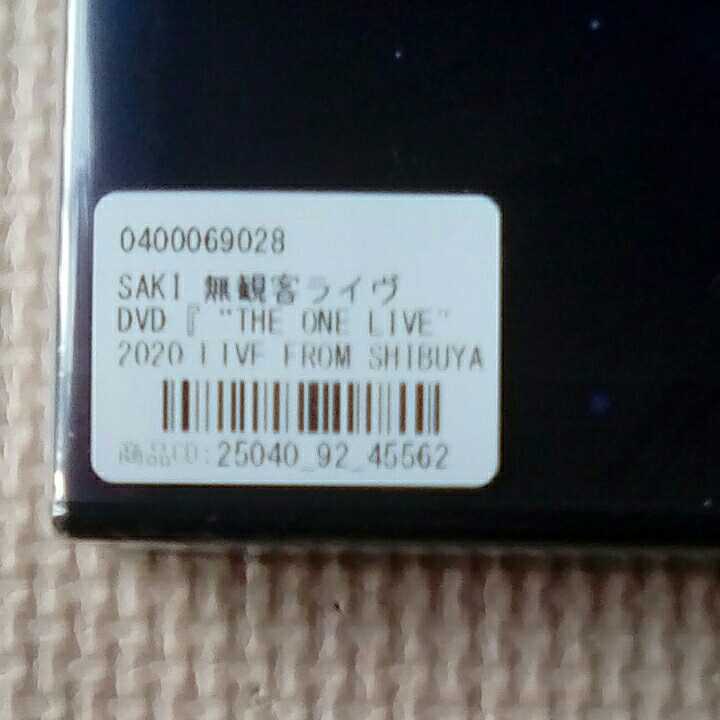 0400069028
SAKI 無観客ライヴ
DVD『 "THE ONE LIVE"
2020 LIVE FROM SHIBUYA
商品CD:25040_92_45562